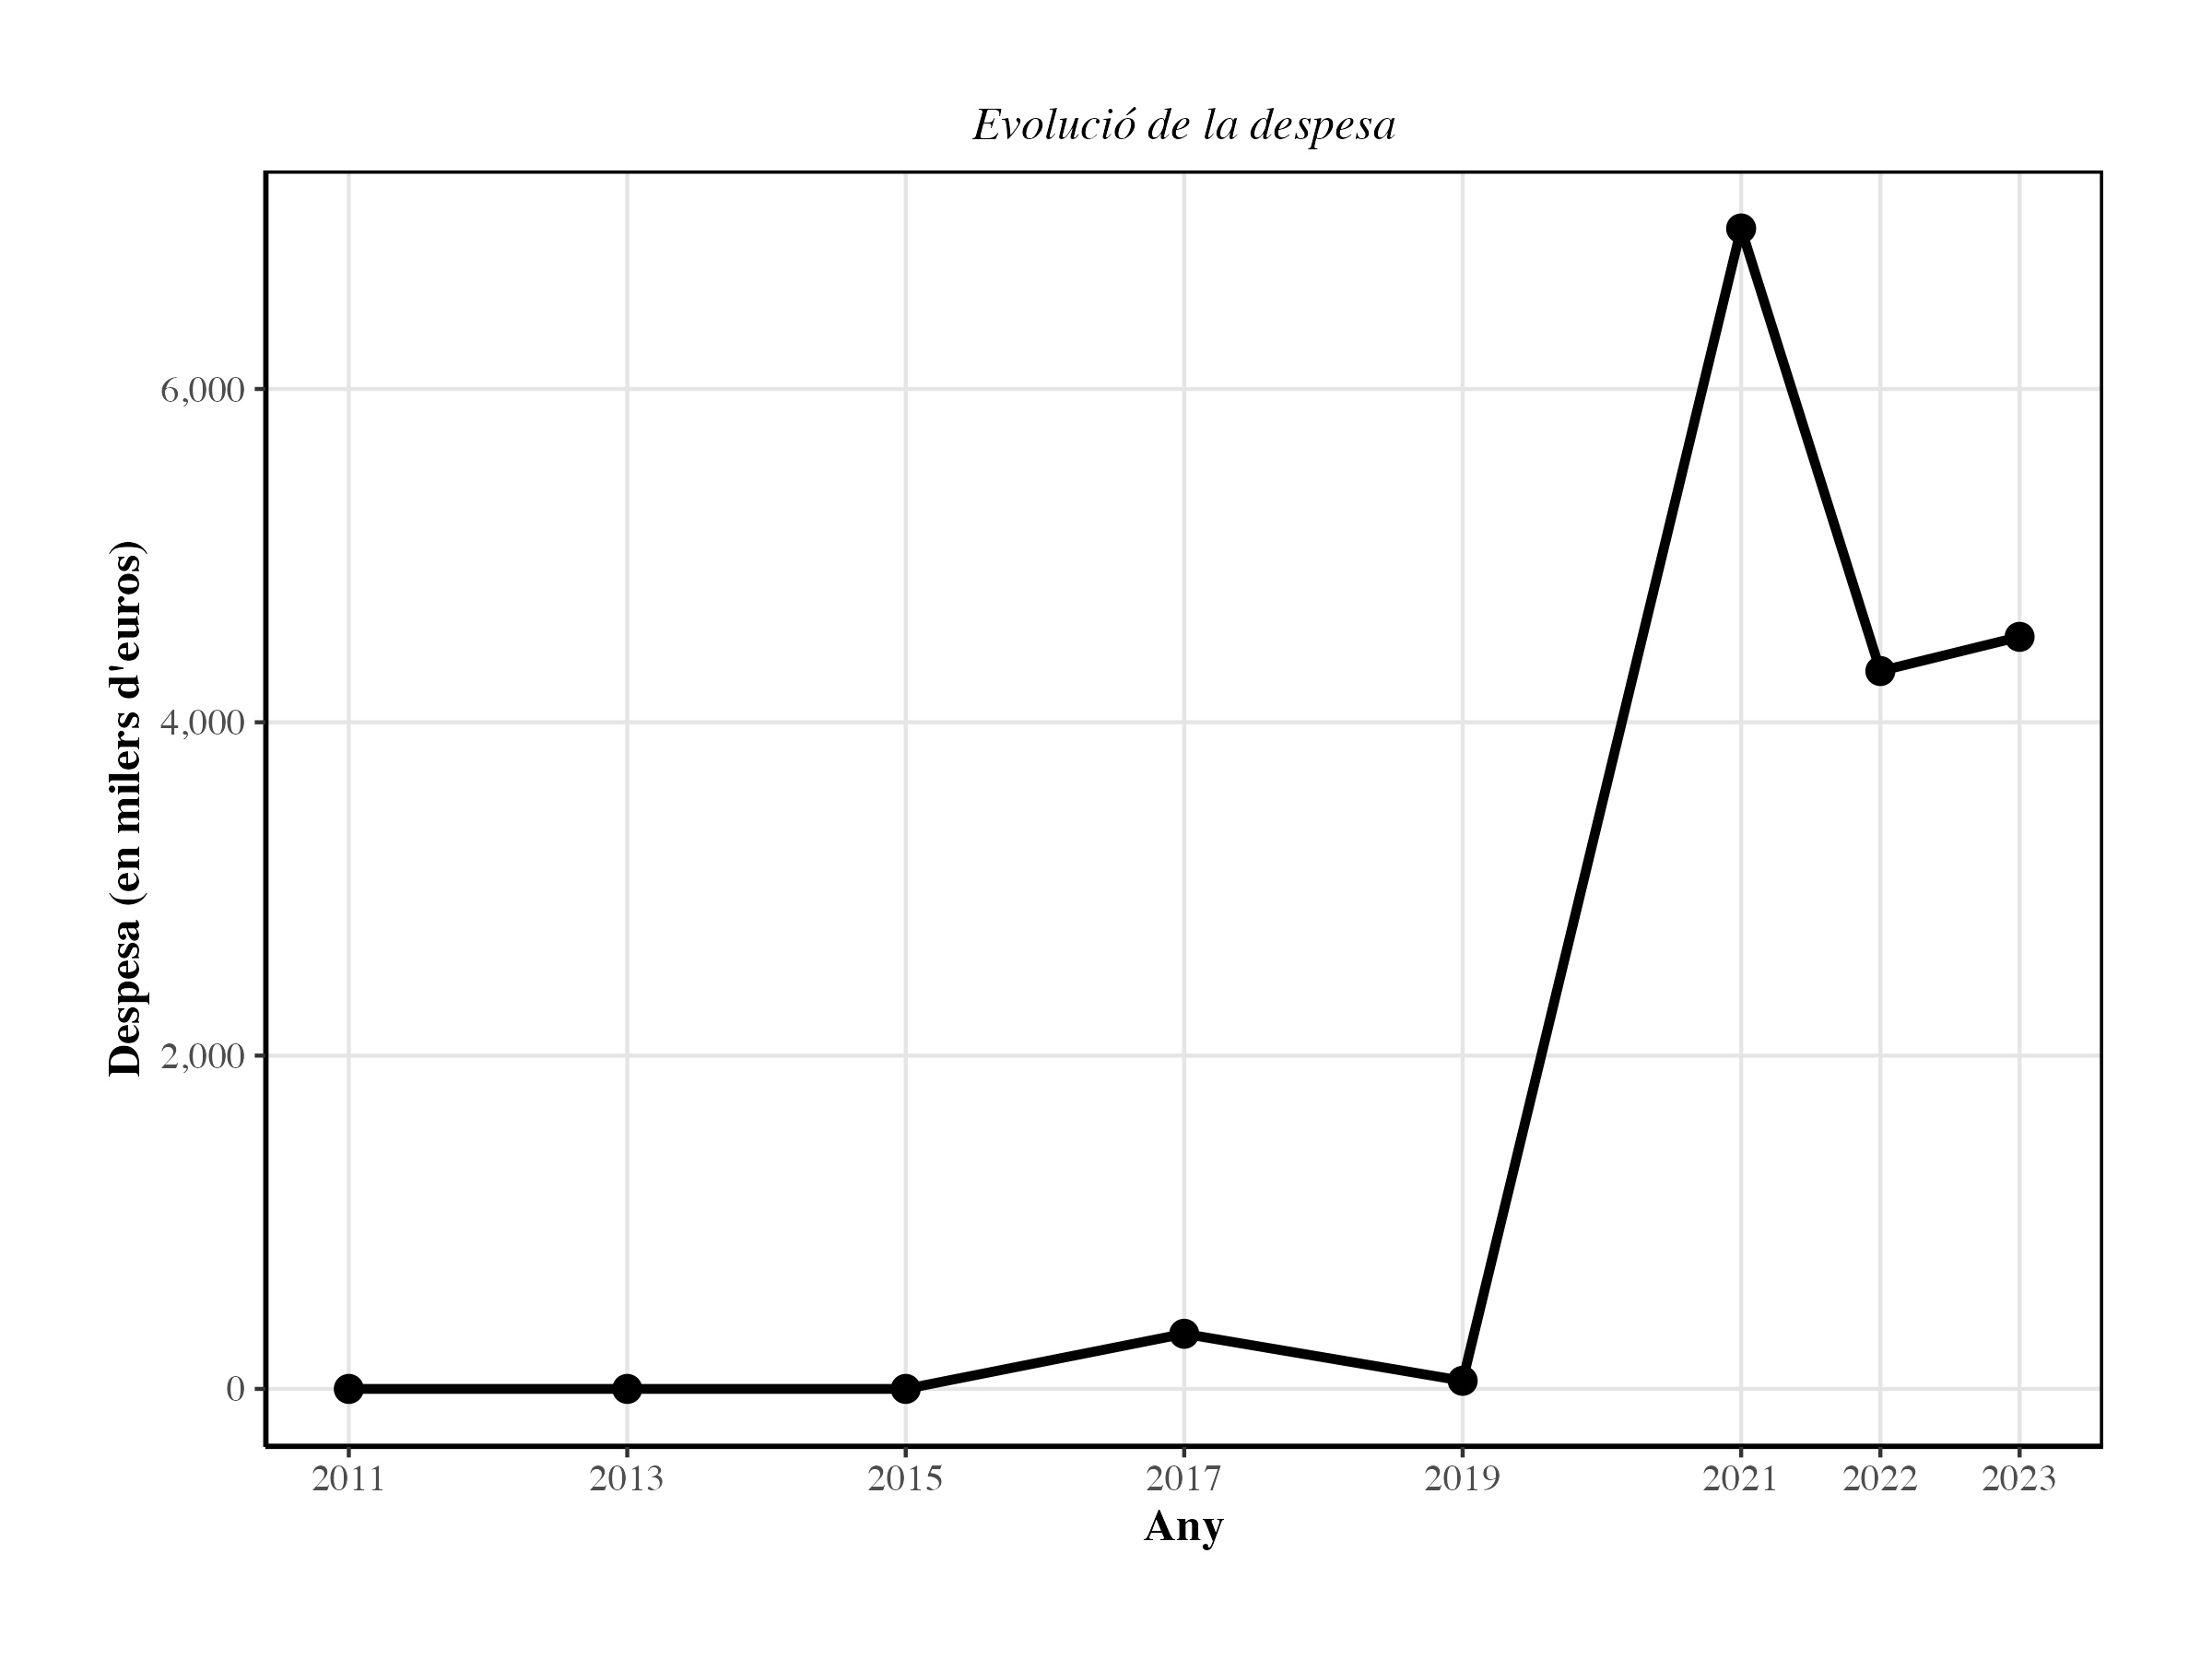 Evolució de la despesa
Despesa (en milers d'euros)
6,000
4,000
2,000
0
2011 2013 2015 2017 2019 2021 2022 2023
Any